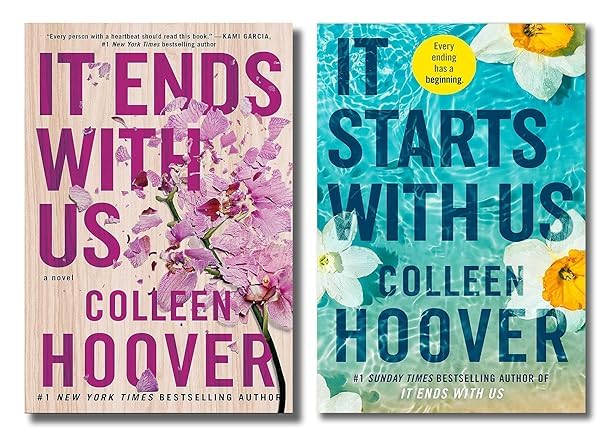 "Every person with a heartbeat should read this book." —KAMI GARCIA,
#1 New York Times bestselling author
IT ENDS
WITH
US
a novel
COLLEEN
HOOVER
#1 NEW YORK TIMES BESTSELLING AUTHOR
Every
ending
has a
beginning.
IT
STARTS
WITH US
COLLEEN
HOOVER
#1 SUNDAY TIMES BESTSELLING AUTHOR OF
IT ENDS WITH US